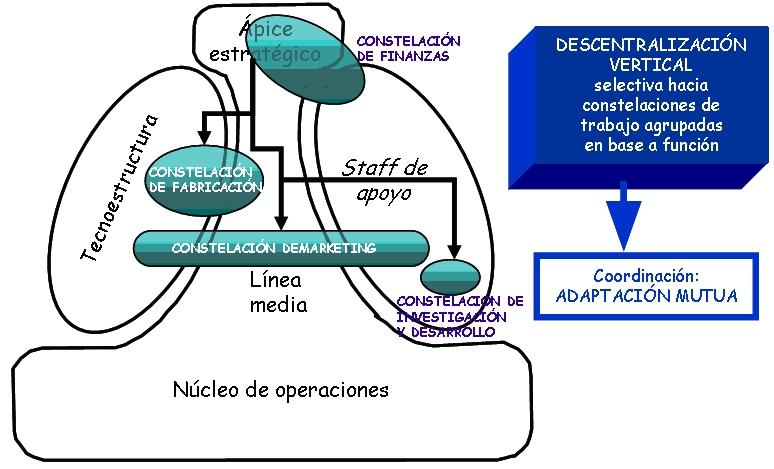 Ápice
estratégico
CONSTELACIÓN
DE FINANZAS
Tecnoestructura
CONSTELACIÓN
DE FABRICACIÓN
Staff de
apoyo
CONSTELACIÓN DEMARKETING
Línea
media
CONSTELACIÓN DE
INVESTIGACIÓN
Y DESARROLLO
Núcleo de operaciones
DESCENTRALIZACIÓN
VERTICAL
selectiva hacia
constelaciones de
trabajo agrupadas
en base a función
Coordinación:
ADAPTACIÓN MUTUA